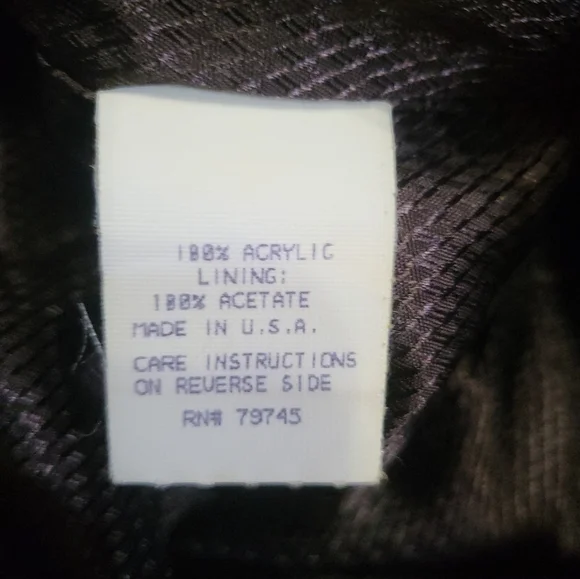 100% ACRYLIC
LINING:
100% ACETATE
MADE IN U.S.A.
CARE INSTRUCTIONS
ON REVERSE SIDE
RN# 79745